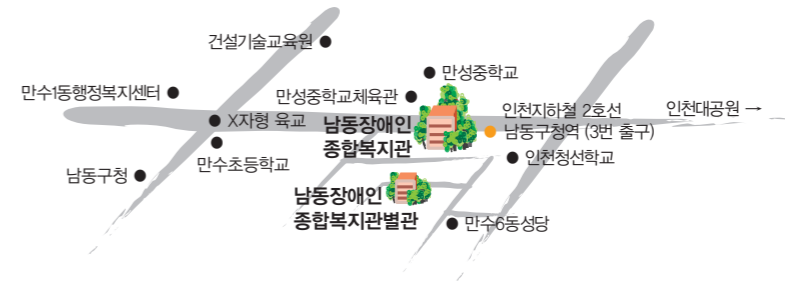 건설기술교육원
만성중학교
만수1동행정복지센터
만성중학교체육관
인천지하철 2호선
인천대공원 →
X자형 육교
남동장애인
종합복지관
남동구청역 (3번 출구)
만수초등학교
인천청선학교
남동구청
남동장애인
종합복지관별관
만수6동성당